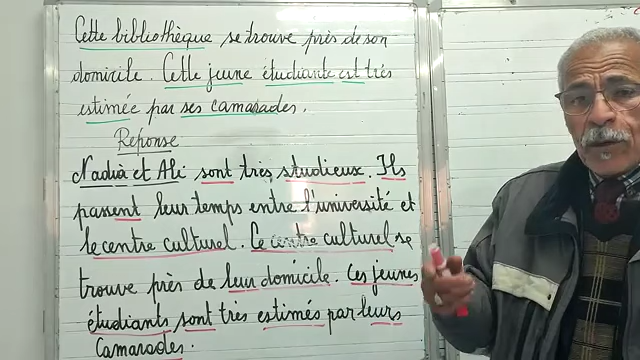 Cette bibliothèque se trouve près de son
domicile. Cette jeune étudiante est très
estimée par ses camarades.
Réponse
Nadia et Ali sont très studieux. Ils
passent leur temps entre l'université et
le centre culturel. Ce centre culturel se
trouve près de leur domicile. Ces jeunes
étudiants sont très estimés par leurs
Camarades.